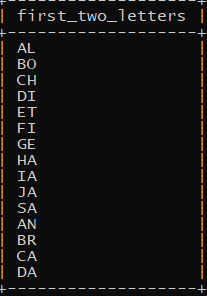 +-------------------+
| first_two_letters |
+-------------------+
| AL                |
| BO                |
| CH                |
| DI                |
| ET                |
| FI                |
| GE                |
| HA                |
| IA                |
| JA                |
| SA                |
| AN                |
| BR                |
| CA                |
| DA                |
+-------------------+